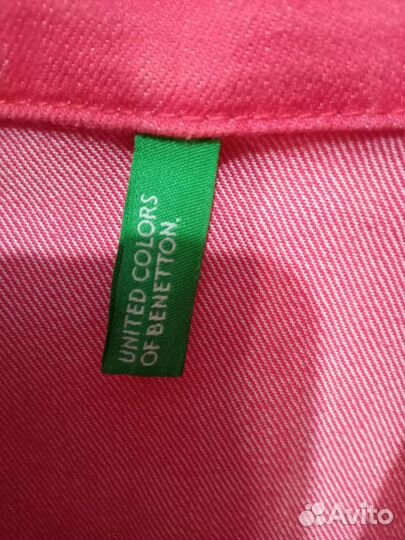 UNITED COLORS
OF BENETTON.
Avito